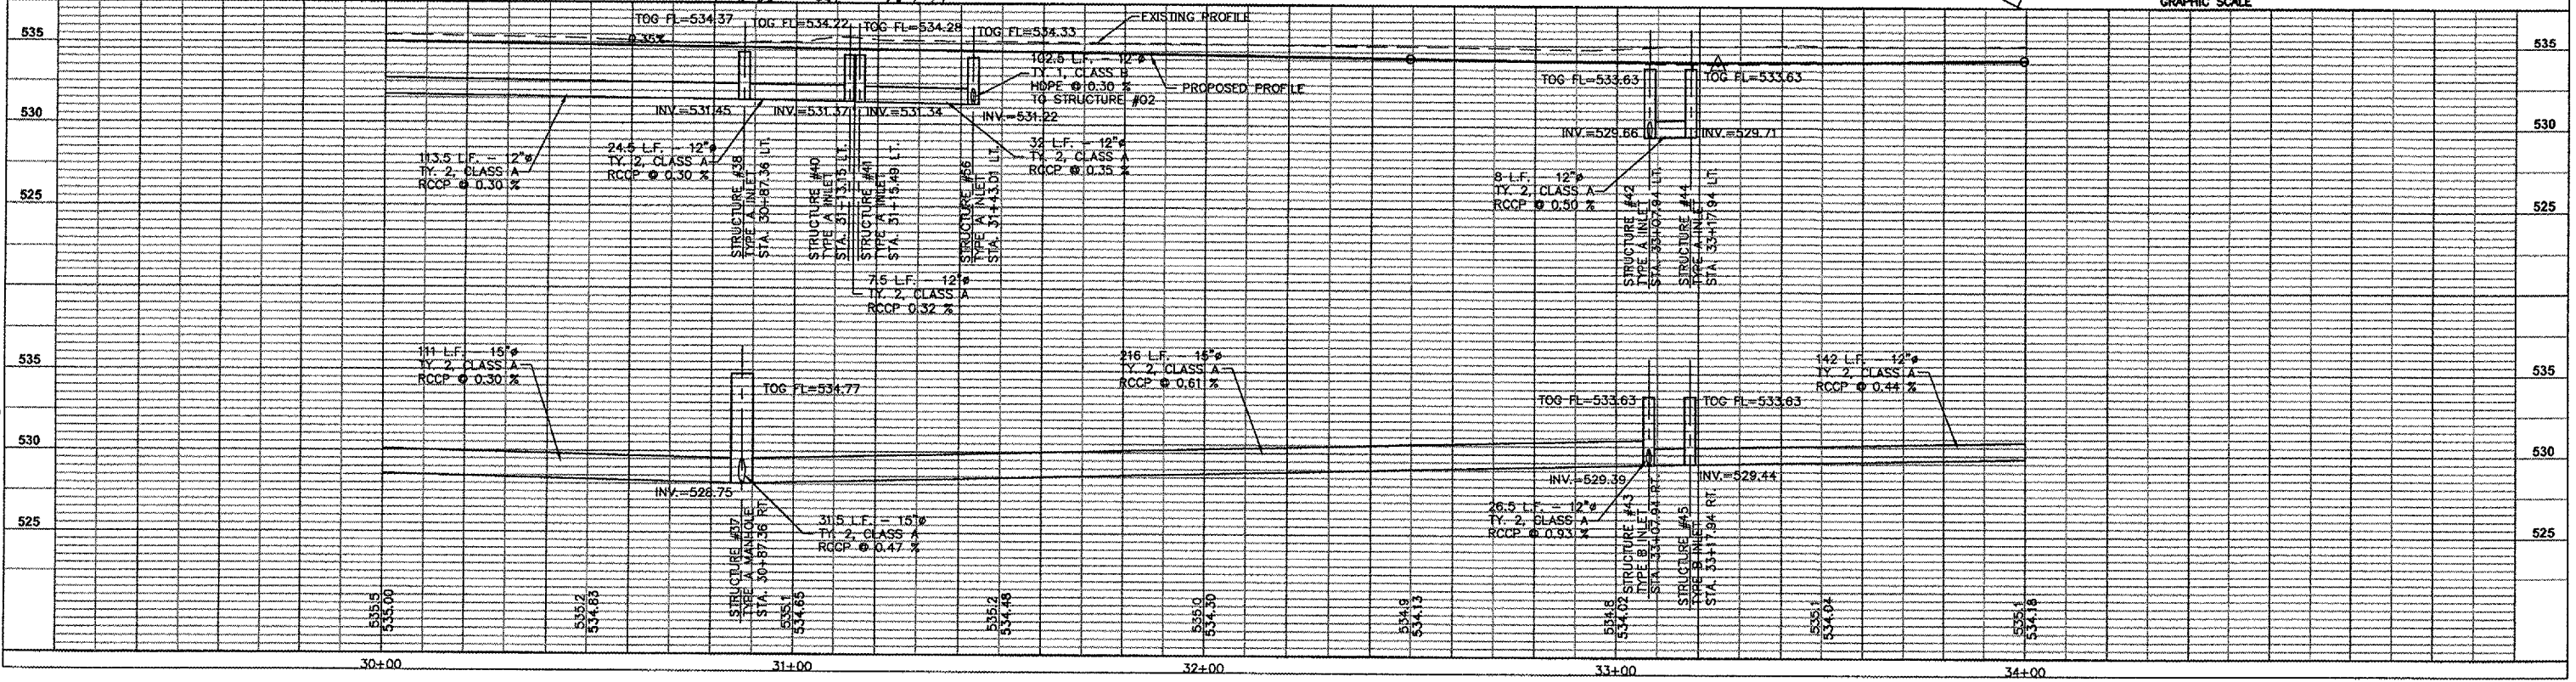 GRAPHIC SCALE
TOG FL=534.37
TOG FL=534.22
TOG FL=534.28
TOG FL=534.33
EXISTING PROFILE
535
0.35%
535
102.5 L.F. - 12"ø
TY. 1, CLASS B
HDPE @ 0.30 %
TO STRUCTURE #02
PROPOSED PROFILE
TOG FL=533.63
TOG FL=533.63
530
INV.=531.45
INV.=531.37
INV.=531.34
INV.=531.22
INV.=529.66
INV.=529.71
530
113.5 L.F. - 12"ø
TY. 2, CLASS A
RCCP @ 0.30 %
24.5 L.F. - 12"ø
TY. 2, CLASS A
RCCP @ 0.30 %
STRUCTURE #38
TYPE A INLET
STA. 30+87.36 LT.
STRUCTURE #40
TYPE A INLET
STA. 31+13.15 LT.
STRUCTURE #41
TYPE A INLET
STA. 31+15.49 LT.
STRUCTURE #56
TYPE A INLET
STA. 31+43.01 LT.
32 L.F. - 12"ø
TY. 2, CLASS A
RCCP @ 0.35 %
8 L.F. 12"ø
TY. 2, CLASS A
RCCP @ 0.50 %
STRUCTURE #42
TYPE A INLET
STA. 33+07.94 LT.
STRUCTURE #44
TYPE A INLET
STA. 33+17.94 LT.
525
525
7.5 L.F. 12"ø
TY. 2, CLASS A
RCCP 0.32 %
535
111 L.F. 15"ø
TY. 2, CLASS A
RCCP @ 0.30 %
TOG FL=534.77
216 L.F. - 15"ø
TY. 2, CLASS A
RCCP @ 0.61 %
TOG FL=533.63
TOG FL=533.63
142 L.F. - 12"ø
TY. 2, CLASS A
RCCP @ 0.44 %
535
530
530
INV.=528.75
INV.=529.39
INV.=529.44
525
31.5 L.F. - 15"ø
TY. 2, CLASS A
RCCP @ 0.47 %
26.5 L.F. - 12"ø
TY. 2, CLASS A
RCCP @ 0.93 %
525
STRUCTURE #37
TYPE A MANHOLE
STA. 30+87.36 RT.
STRUCTURE #43
TYPE B INLET
STA. 33+07.94 RT.
STRUCTURE #45
TYPE B INLET
STA. 33+17.94 RT.
535.5
535.00
535.2
534.83
535.1
534.65
535.2
534.48
535.0
534.30
534.9
534.13
534.8
534.02
535.1
534.04
535.1
534.18
30+00
31+00
32+00
33+00
34+00